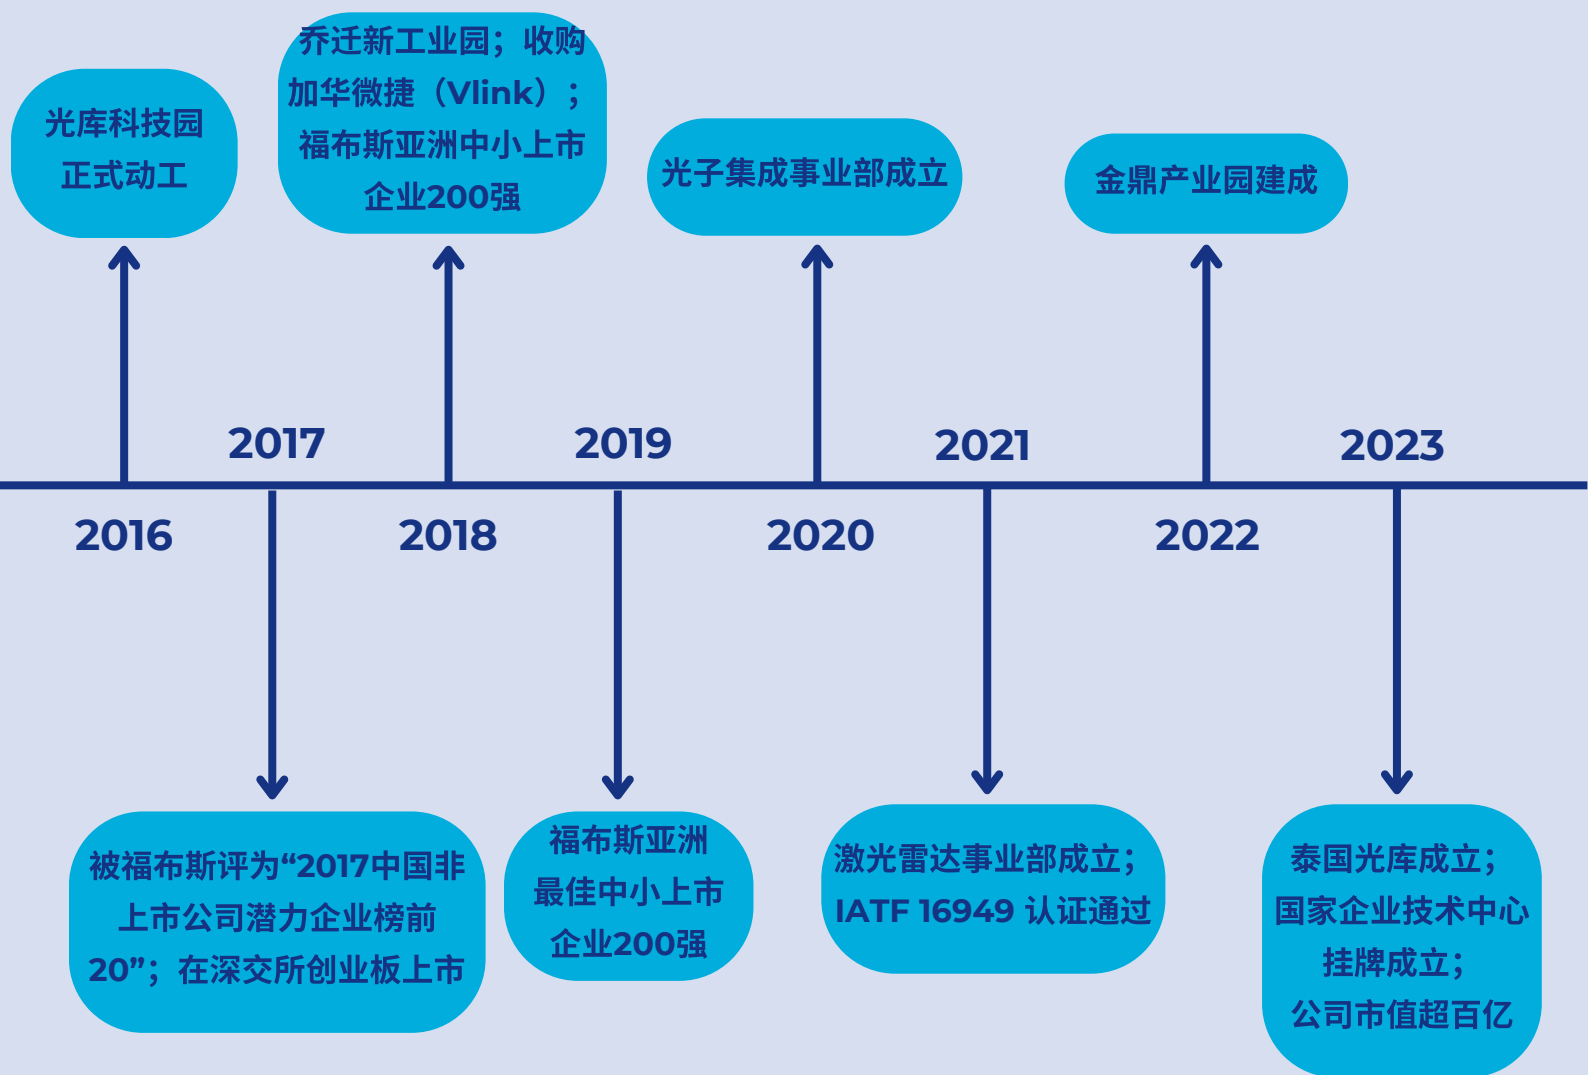 乔迁新工业园；收购
加华微捷（Vlink）；
福布斯亚洲中小上市
企业200强
光库科技园
正式动工
光子集成事业部成立
金鼎产业园建成
2017
2019
2021
2023
2016
2018
2020
2022
被福布斯评为“2017中国非
上市公司潜力企业榜前
20”；在深交所创业板上市
福布斯亚洲
最佳中小上市
企业200强
激光雷达事业部成立；
IATF 16949 认证通过
泰国光库成立；
国家企业技术中心
挂牌成立；
公司市值超百亿